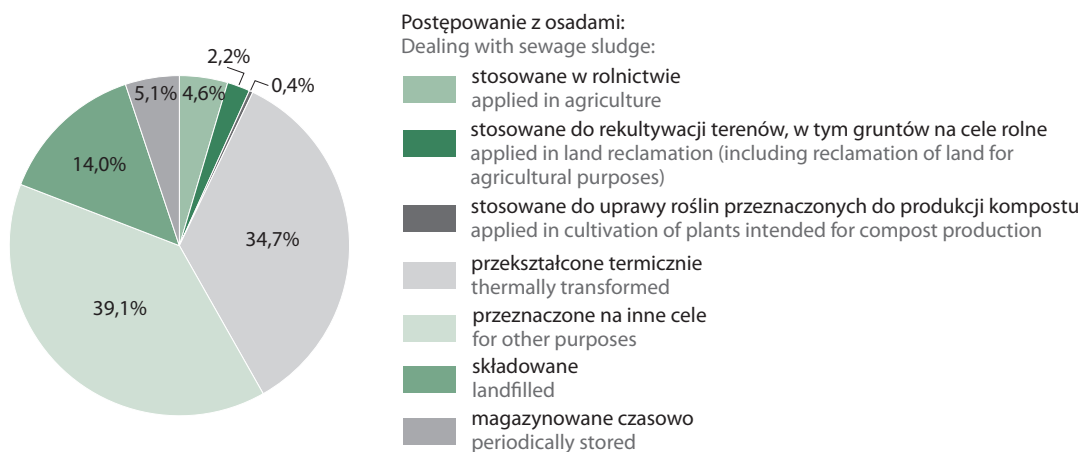 2,2%
0,4%
5,1%
4,6%
14,0%
34,7%
39,1%
Postępowanie z osadami:
Dealing with sewage sludge:
stosowane w rolnictwie
applied in agriculture
stosowane do rekultywacji terenów, w tym gruntów na cele rolne
applied in land reclamation (including reclamation of land for
agricultural purposes)
stosowane do uprawy roślin przeznaczonych do produkcji kompostu
applied in cultivation of plants intended for compost production
przekształcone termicznie
thermally transformed
przeznaczone na inne cele
for other purposes
składowane
landfilled
magazynowane czasowo
periodically stored